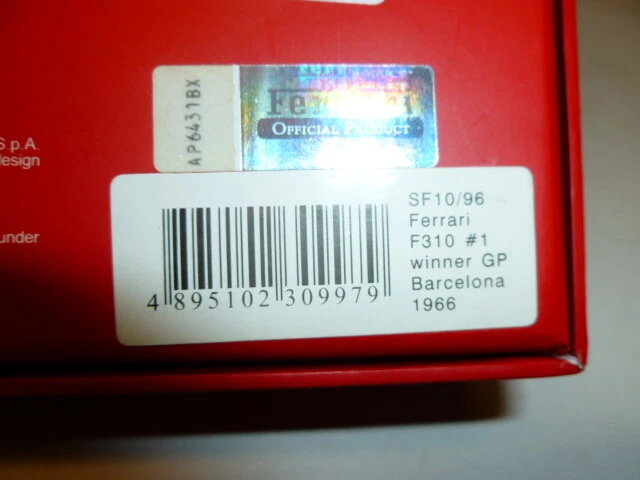 Ferrari
OFFICIAL PRODUCT
AP6431BX
S.p.A.
design
under
SF10/96
Ferrari
F310 #1
winner GP
Barcelona
1966
4 895102 309979